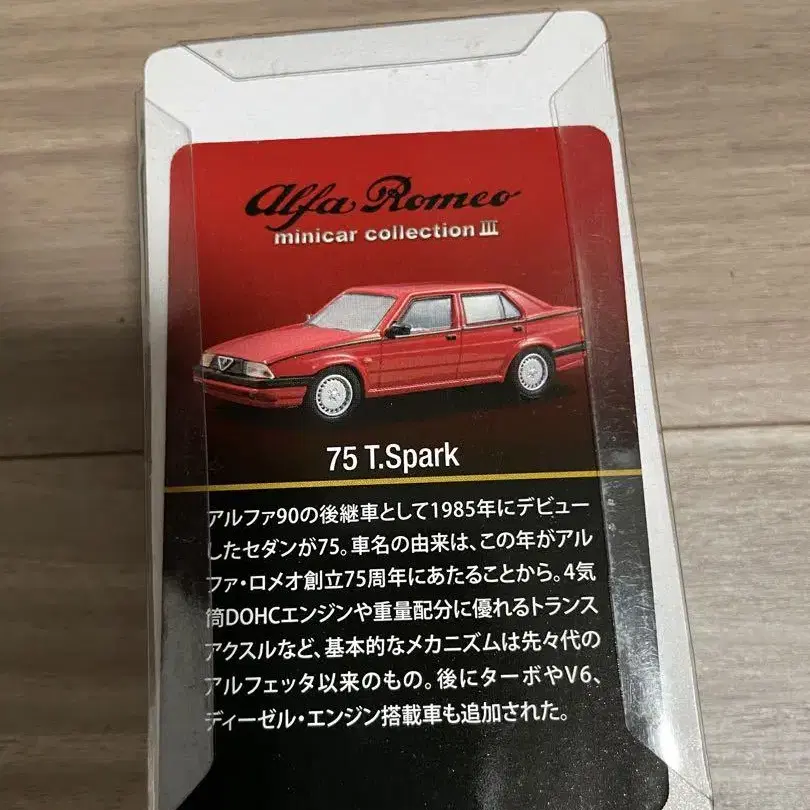 Alfa Romeo
minicar collection III
75 T.Spark
アルファ90の後継車として1985年にデビュー
したセダンが75。車名の由来は、この年がアル
ファ・ロメオ創立75周年にあたることから。4気
筒DOHCエンジンや重量配分に優れるトランス
アクスルなど、基本的なメカニズムは先々代の
アルフェッタ以来のもの。後にターボやV6、
ディーゼル・エンジン搭載車も追加された。